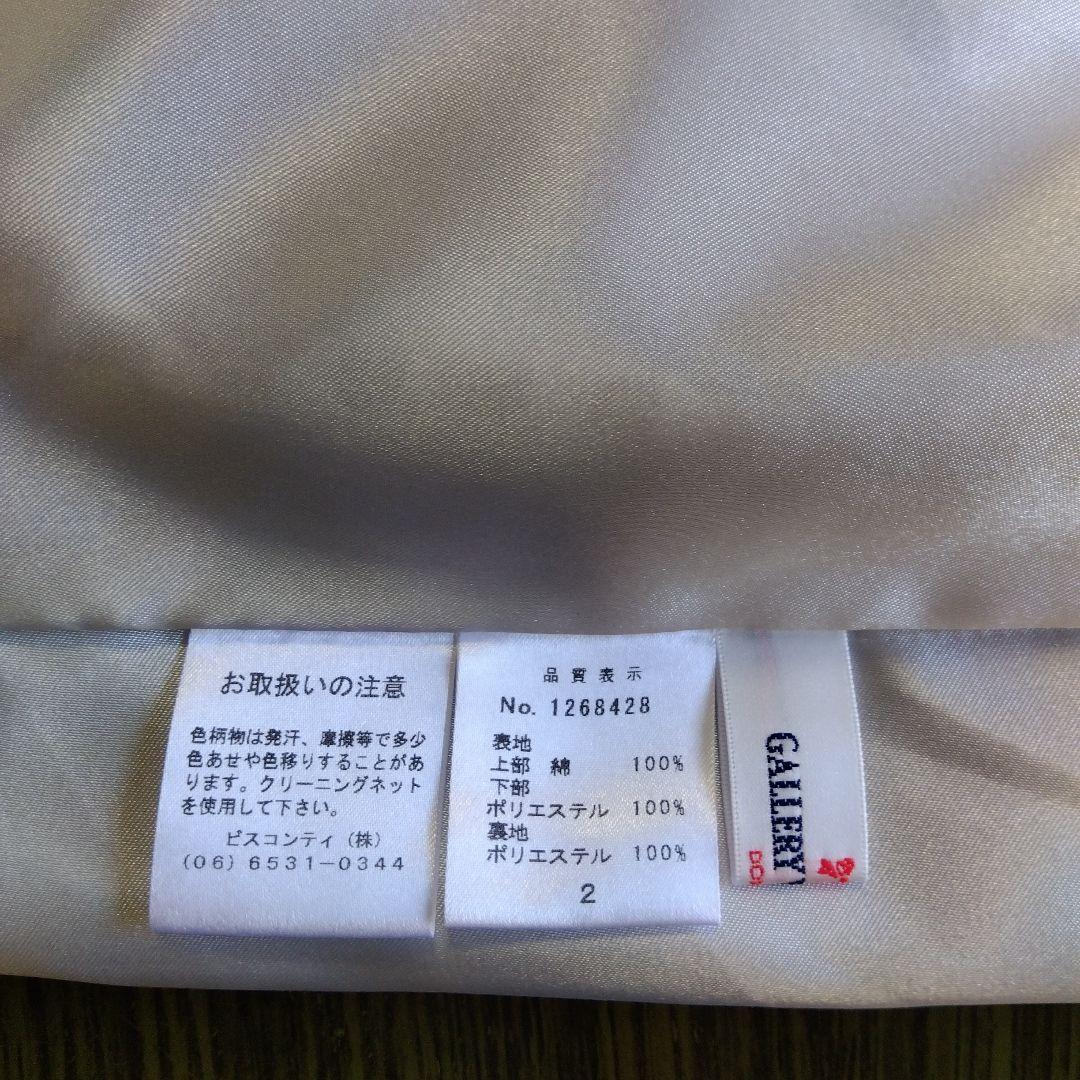 お取扱いの注意
色柄物は発汗、摩擦等で多少
色あせや色移りすることがあ
ります。クリーニングネット
を使用して下さい。
ビスコンティ(株)
(06)6531-0344
品質表示
No. 1268428
表地
上部 綿 100%
下部
ポリエステル 100%
裏地
ポリエステル 100%
2
GALLERY